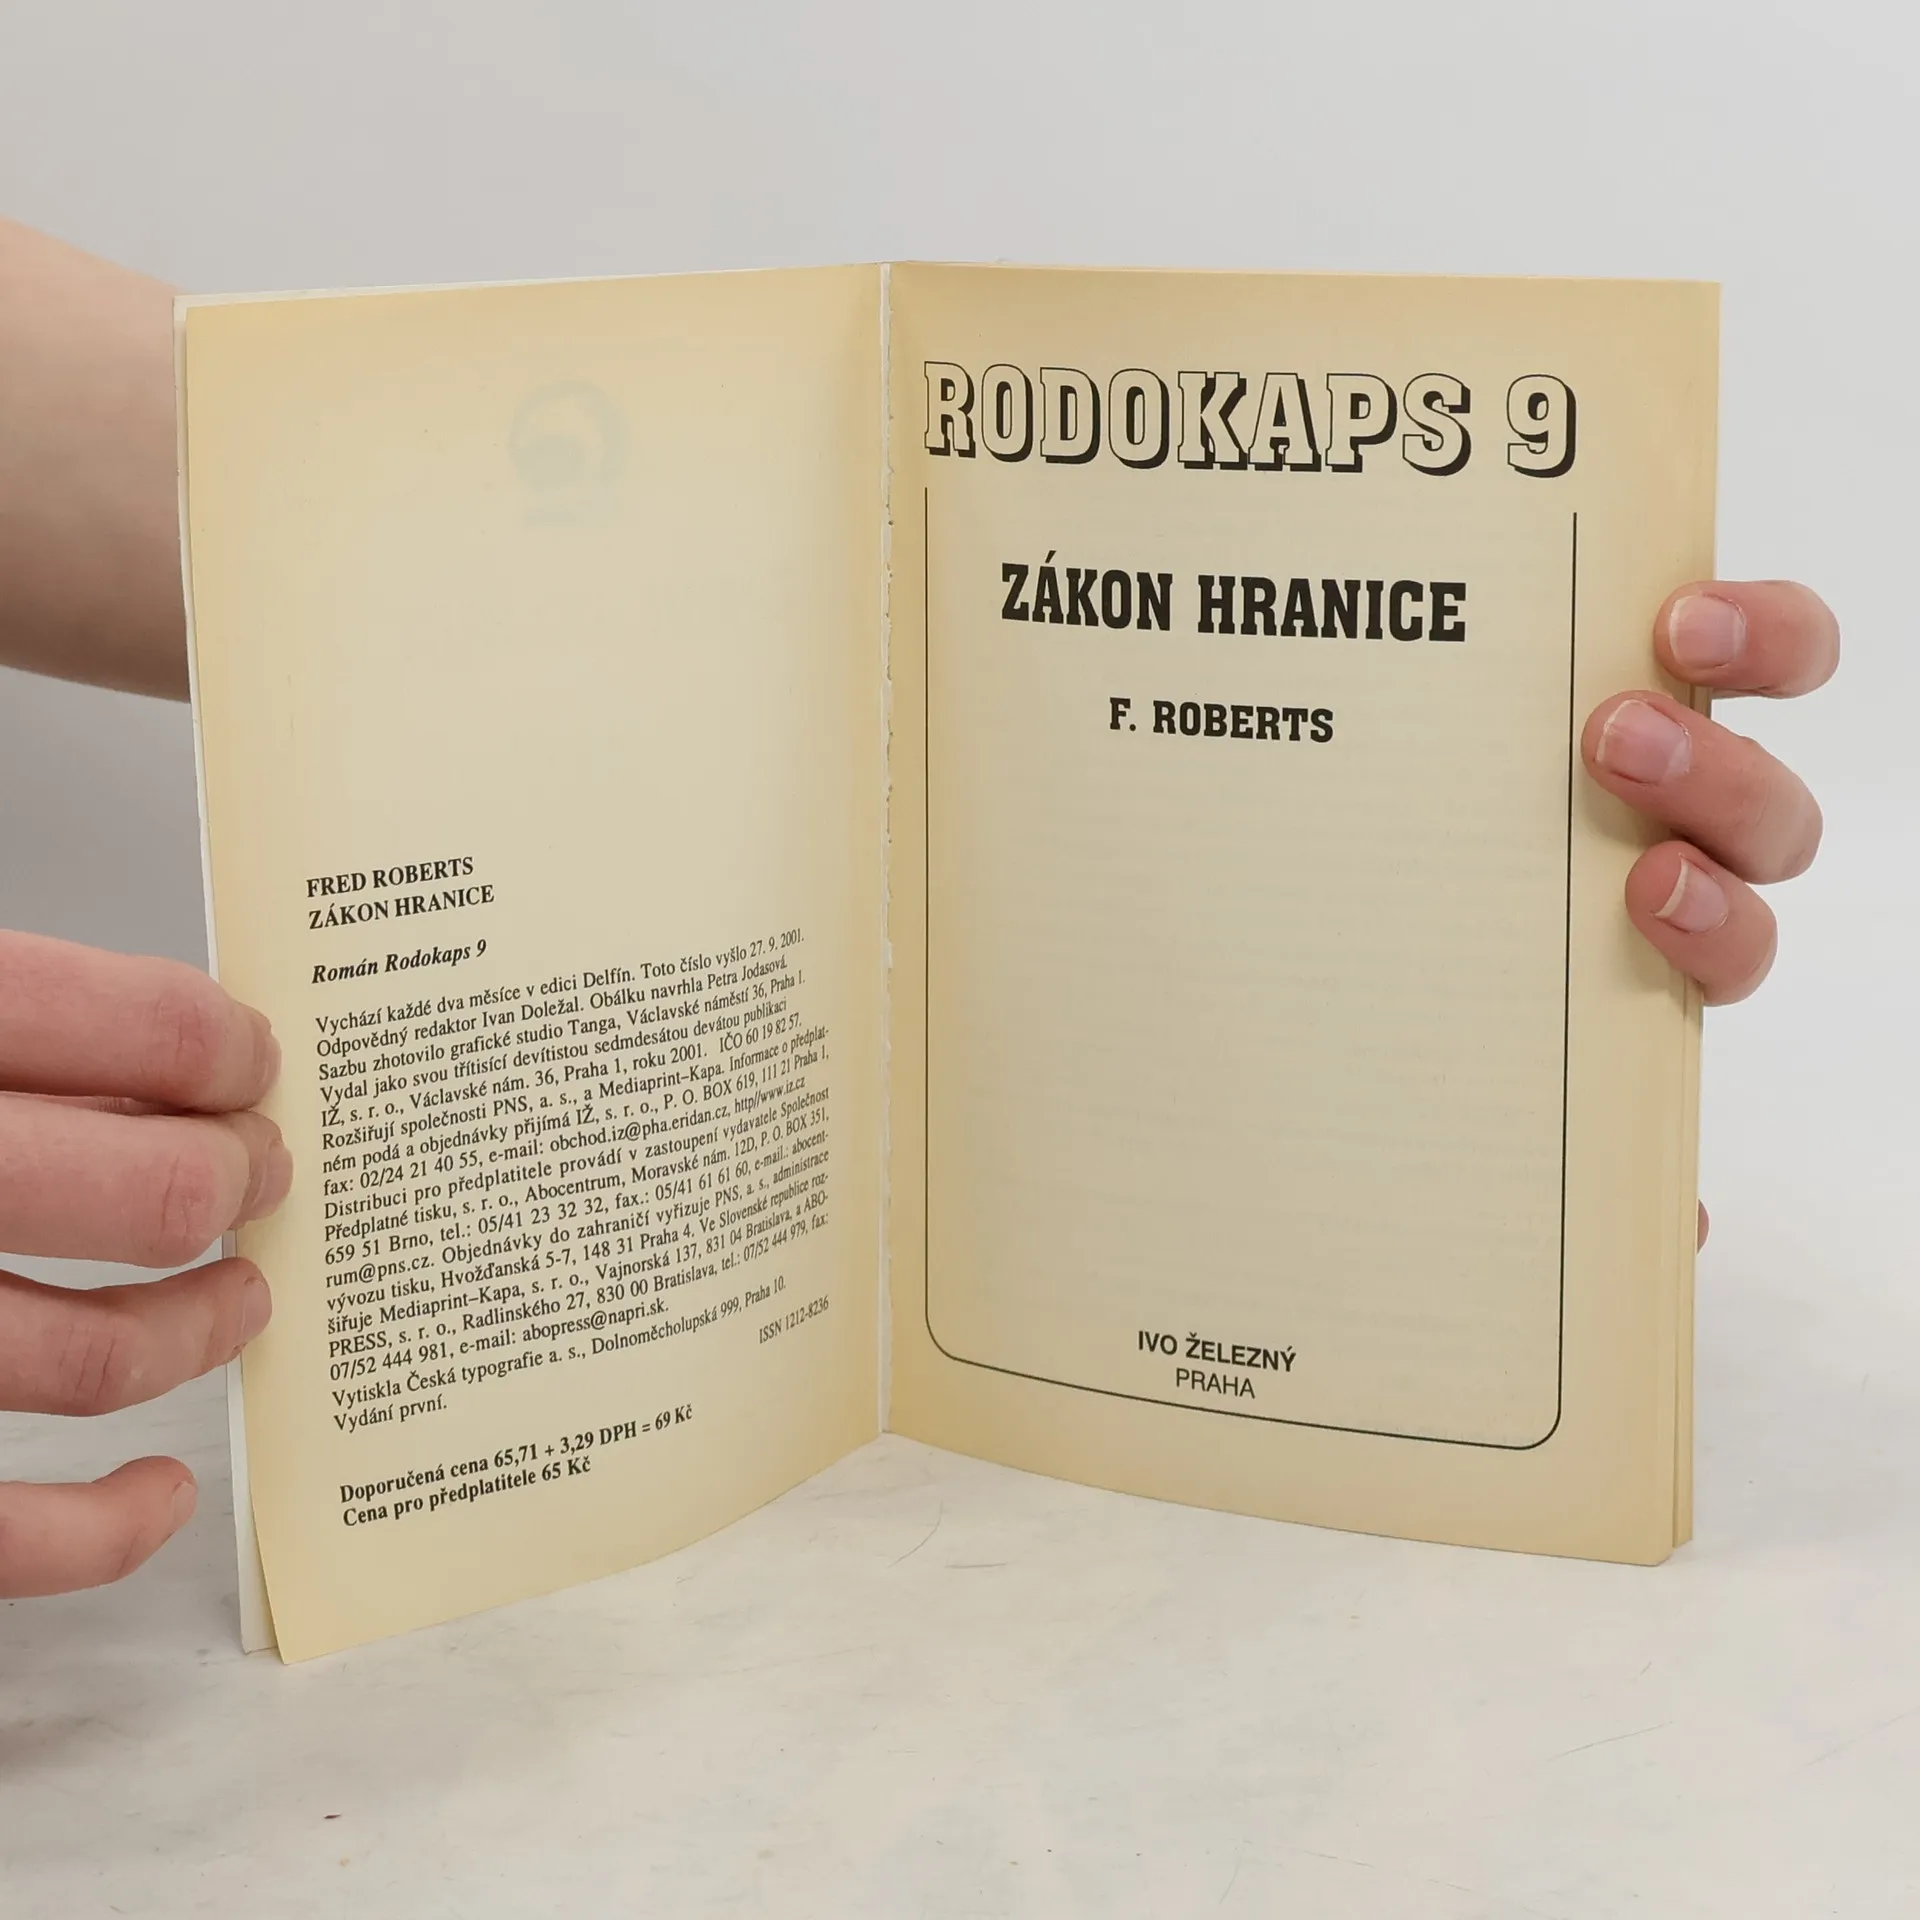 FRED ROBERTS
ZÁKON HRANICE
Román Rodokaps 9
Vychází každé dva měsíce v edici Delfín. Toto číslo vyšlo 27. 9. 2001.
Odpovědný redaktor Ivan Doležal. Obálku navrhla Petra Jodasová.
Sazbu zhotovilo grafické studio Tanga, Václavské náměstí 36, Praha 1.
Vydal jako svou třítisící devítistou sedmdesátou devátou publikaci
IŽ, s. r. o., Václavské nám. 36, Praha 1, roku 2001. IČO 60 19 82 57.
Rozšiřují společnosti PNS, a. s., a Mediaprint–Kapa. Informace o předplat-
ném podá a objednávky přijímá IŽ, s. r. o., P. O. BOX 619, 111 21 Praha 1,
fax: 02/24 21 40 55, e-mail: obchod.iz@pha.eridan.cz, http//www.iz.cz
Distribuci pro předplatitele provádí v zastoupení vydavatele Společnost
Předplatné tisku, s. r. o., Abocentrum, Moravské nám. 12D, P. O. BOX 351,
659 51 Brno, tel.: 05/41 23 32 32, fax.: 05/41 61 61 60, e-mail.: abocent-
rum@pns.cz. Objednávky do zahraničí vyřizuje PNS, a. s., administrace
vývozu tisku, Hvožďanská 5-7, 148 31 Praha 4. Ve Slovenské republice roz-
šiřuje Mediaprint–Kapa, s. r. o., Vajnorská 137, 831 04 Bratislava, a ABO-
PRESS, s. r. o., Radlinského 27, 830 00 Bratislava, tel.: 07/52 444 979, fax:
07/52 444 981, e-mail: abopress@napri.sk.
Vytiskla Česká typografie a. s., Dolnoměcholupská 999, Praha 10.
Vydání první.
ISSN 1212-8236
Doporučená cena 65,71 + 3,29 DPH = 69 Kč
Cena pro předplatitele 65 Kč
RODOKAPS 9
ZÁKON HRANICE
F. ROBERTS
IVO ŽELEZNÝ
PRAHA